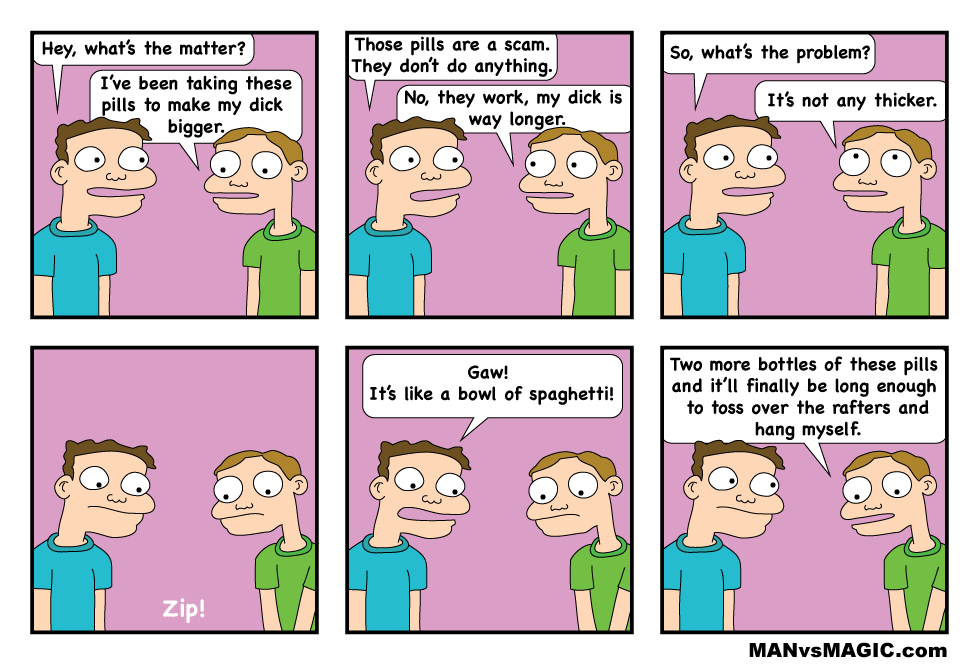 Hey, what's the matter?
I've been taking these
pills to make my dick
bigger.
Those pills are a scam.
They don't do anything.
No, they work, my dick is
way longer.
So, what's the problem?
It's not any thicker.
Zip!
Gaw!
It's like a bowl of spaghetti!
Two more bottles of these pills
and it'll finally be long enough
to toss over the rafters and
hang myself.
MANvsMAGIC.com